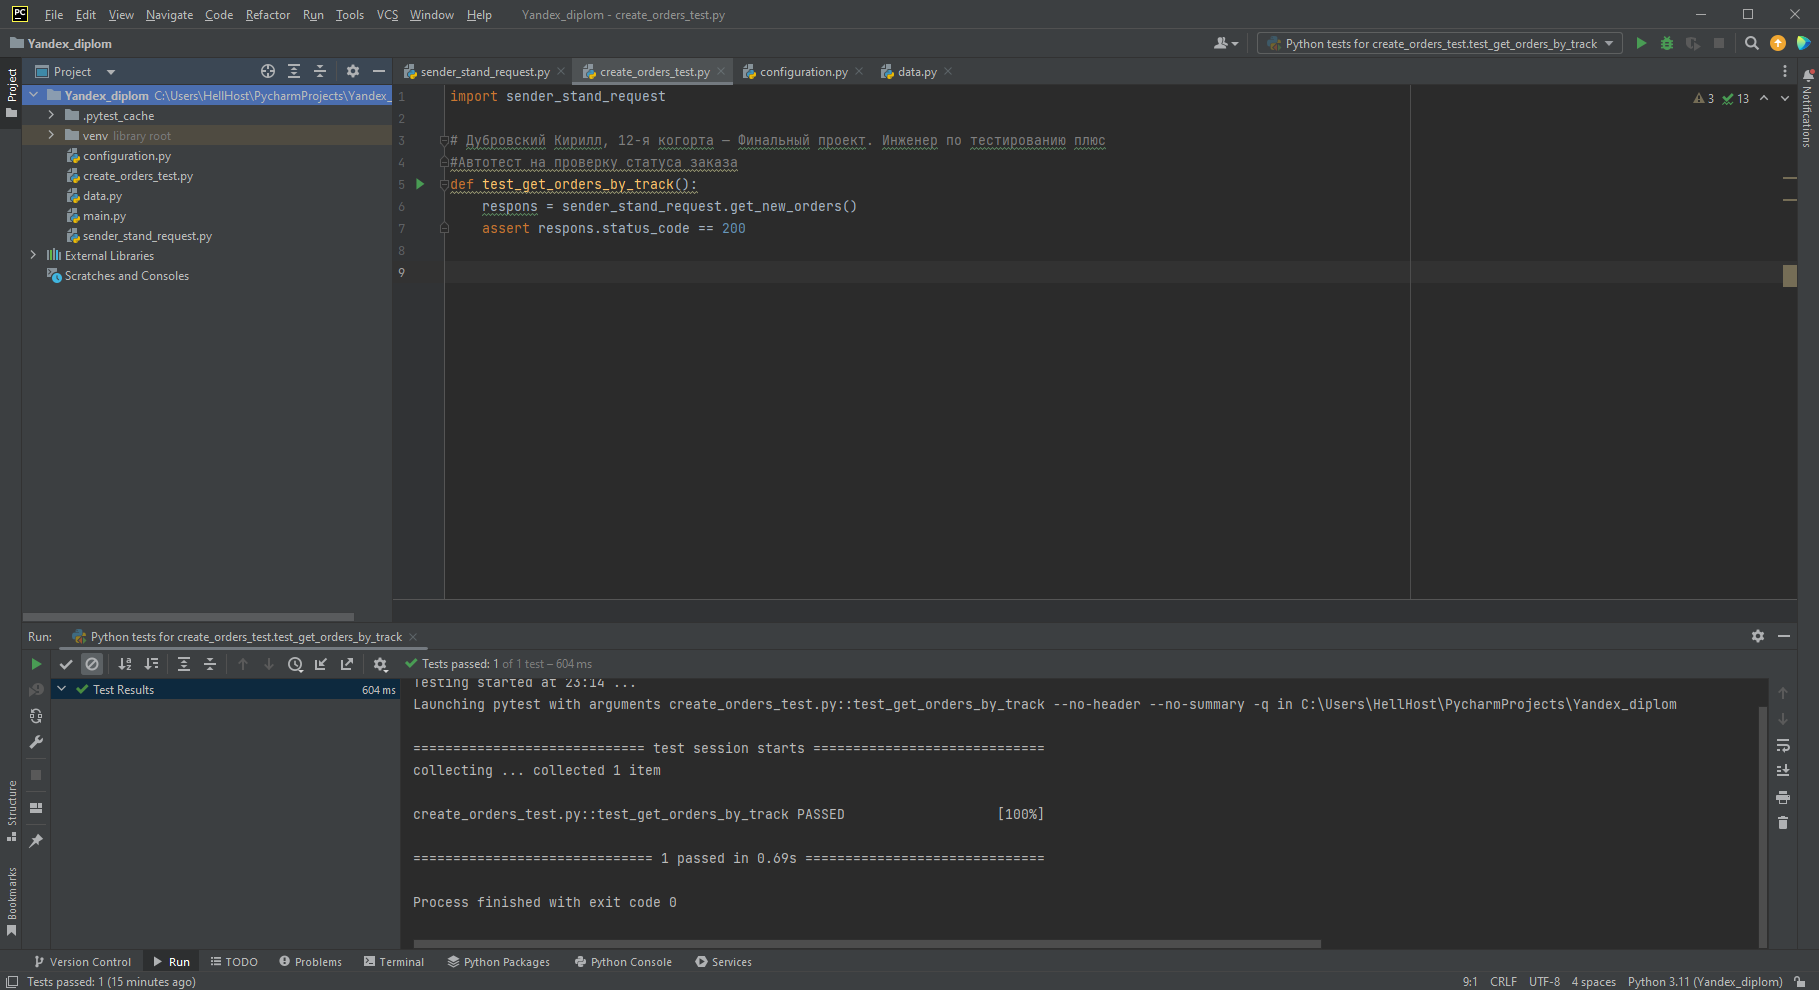 PC File Edit View Navigate Code Refactor Run Tools VCS Window Help Yandex_diplom - create_orders_test.py
Yandex_diplom
Python tests for create_orders_test.test_get_orders_by_track
Project
Project
Yandex_diplom C:\Users\HellHost\PycharmProjects\Yandex_
.pytest_cache
venv library root
configuration.py
create_orders_test.py
data.py
main.py
sender_stand_request.py
External Libraries
Scratches and Consoles
sender_stand_request.py create_orders_test.py configuration.py data.py
Notifications
3 13
1 import sender_stand_request
2
3 # Дубровский Кирилл, 12-я когорта — Финальный проект. Инженер по тестированию плюс
4 #Автотест на проверку статуса заказа
5 def test_get_orders_by_track():
6 respons = sender_stand_request.get_new_orders()
7 assert respons.status_code == 200
8
9
Run: Python tests for create_orders_test.test_get_orders_by_track
Tests passed: 1 of 1 test – 604 ms
Test Results 604 ms
Testing started at 23:14 ...
Launching pytest with arguments create_orders_test.py::test_get_orders_by_track --no-header --no-summary -q in C:\Users\HellHost\PycharmProjects\Yandex_diplom
============================= test session starts =============================
collecting ... collected 1 item
create_orders_test.py::test_get_orders_by_track PASSED [100%]
============================== 1 passed in 0.69s ==============================
Process finished with exit code 0
Structure
Bookmarks
Version Control Run TODO Problems Terminal Python Packages Python Console Services
Tests passed: 1 (15 minutes ago) 9:1 CRLF UTF-8 4 spaces Python 3.11 (Yandex_diplom)